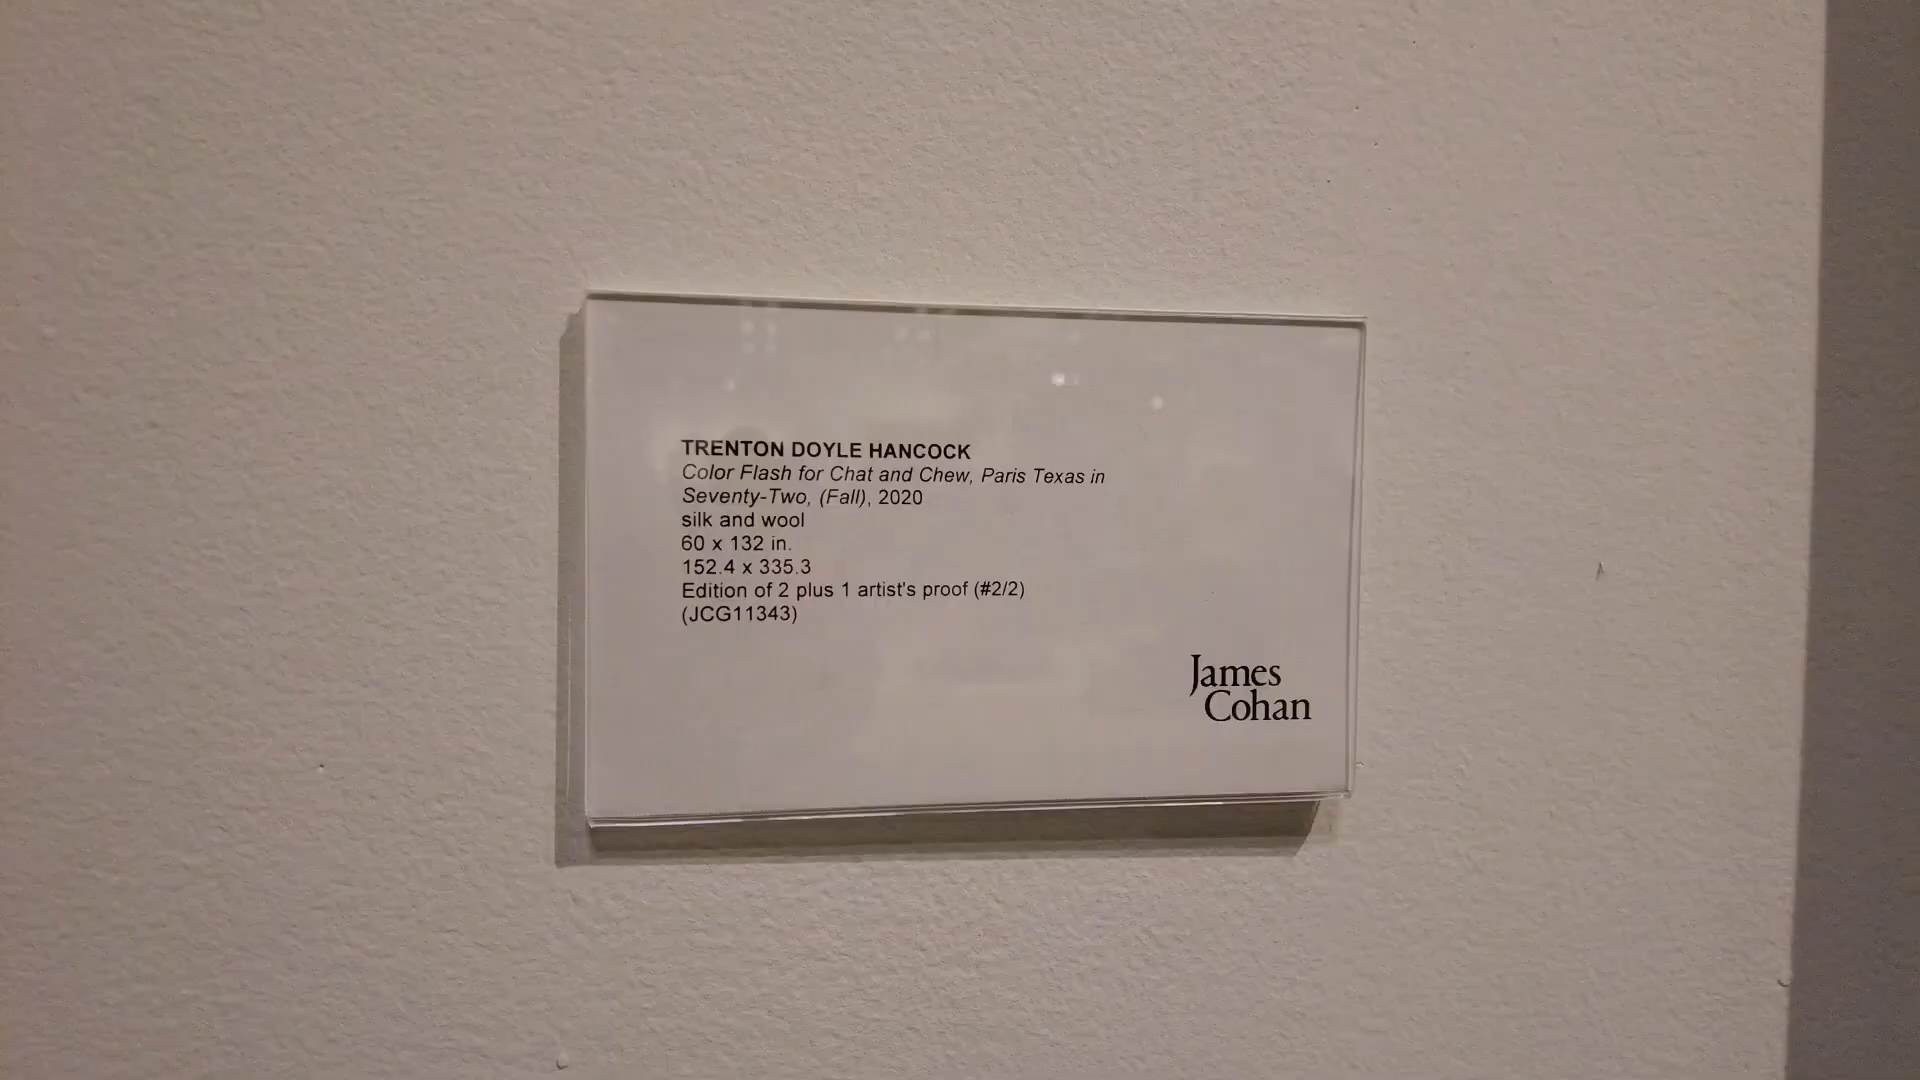 TRENTON DOYLE HANCOCK
Color Flash for Chat and Chew, Paris Texas in
Seventy-Two, (Fall), 2020
silk and wool
60 x 132 in.
152.4 x 335.3
Edition of 2 plus 1 artist's proof (#2/2)
(JCG11343)
James
Cohan